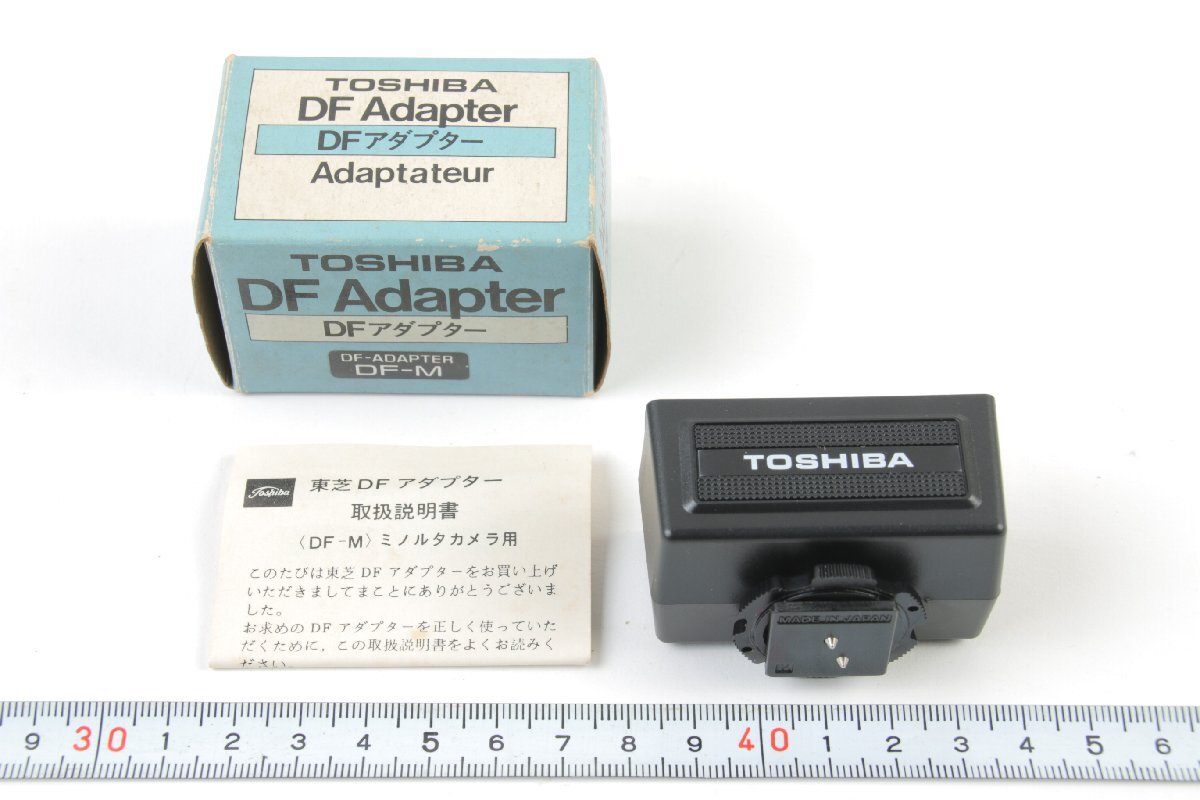 TOSHIBA
DF Adapter
DFアダプター
Adaptateur
TOSHIBA
DF Adapter
DFアダプター
DF-ADAPTER
DF-M
Toshiba
東芝DFアダプター
取扱説明書
〈DF-M〉ミノルタカメラ用
このたびは東芝DFアダプターをお買い上げ
いただきましてまことにありがとうございま
した。
お求めのDFアダプターを正しく使っていた
だくために,この取扱説明書をよくお読みく
ださい
TOSHIBA
MADE IN JAPAN
M
9 30 1 2 3 4 5 6 7 8 9 40 1 2 3 4 5 6